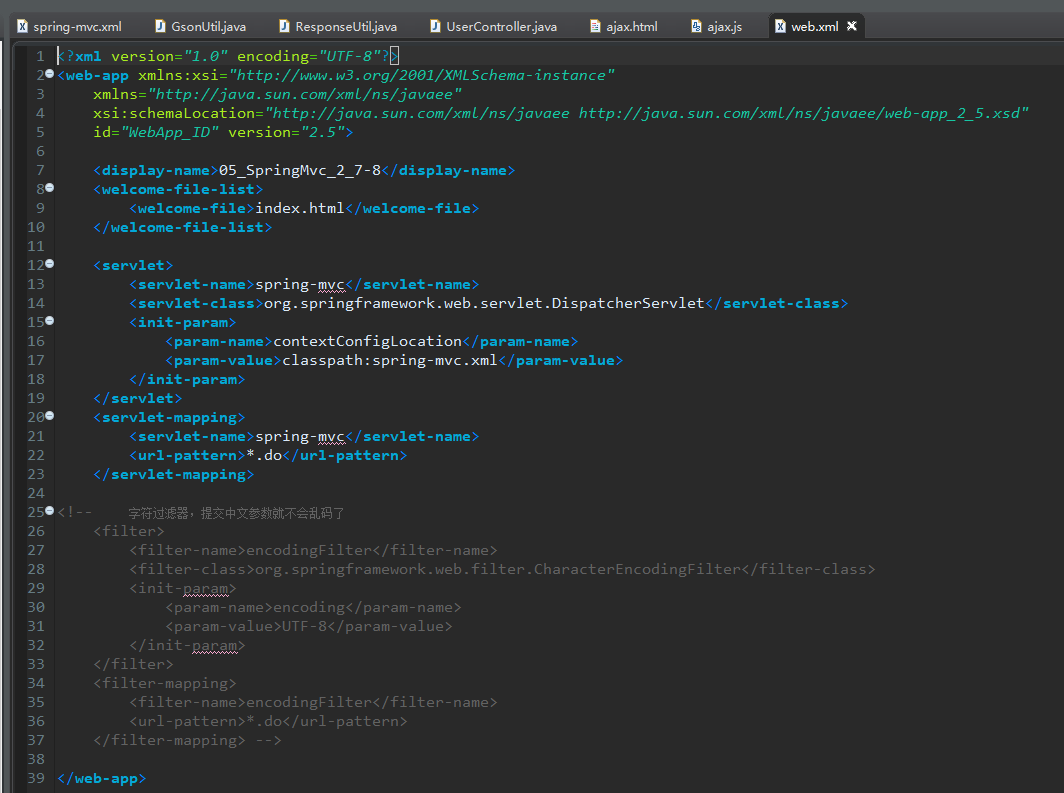 spring-mvc.xml GsonUtil.java ResponseUtil.java UserController.java ajax.html ajax.js web.xml
1 <?xml version="1.0" encoding="UTF-8"?>
2 <web-app xmlns:xsi="http://www.w3.org/2001/XMLSchema-instance"
3     xmlns="http://java.sun.com/xml/ns/javaee"
4     xsi:schemaLocation="http://java.sun.com/xml/ns/javaee http://java.sun.com/xml/ns/javaee/web-app_2_5.xsd"
5     id="WebApp_ID" version="2.5">
6
7     <display-name>05_SpringMvc_2_7-8</display-name>
8     <welcome-file-list>
9         <welcome-file>index.html</welcome-file>
10     </welcome-file-list>
11
12     <servlet>
13         <servlet-name>spring-mvc</servlet-name>
14         <servlet-class>org.springframework.web.servlet.DispatcherServlet</servlet-class>
15         <init-param>
16             <param-name>contextConfigLocation</param-name>
17             <param-value>classpath:spring-mvc.xml</param-value>
18         </init-param>
19     </servlet>
20     <servlet-mapping>
21         <servlet-name>spring-mvc</servlet-name>
22         <url-pattern>*.do</url-pattern>
23     </servlet-mapping>
24
25 <!--    字符过滤器，提交中文参数就不会乱码了
26     <filter>
27         <filter-name>encodingFilter</filter-name>
28         <filter-class>org.springframework.web.filter.CharacterEncodingFilter</filter-class>
29         <init-param>
30             <param-name>encoding</param-name>
31             <param-value>UTF-8</param-value>
32         </init-param>
33     </filter>
34     <filter-mapping>
35         <filter-name>encodingFilter</filter-name>
36         <url-pattern>*.do</url-pattern>
37     </filter-mapping> -->
38
39 </web-app>